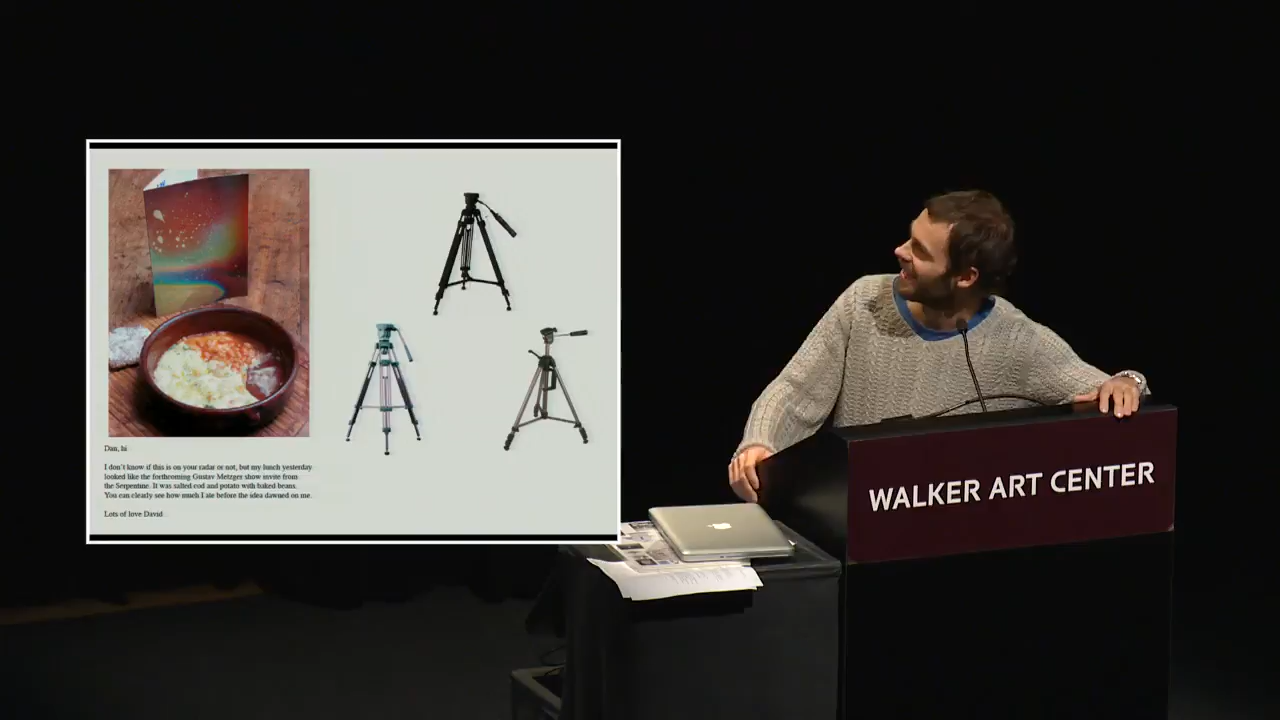 Dan, hi
I don't know if this is on your radar or not, but my lunch yesterday
looked like the forthcoming Gustav Metzger show invite from
the Serpentine. It was salted cod and potato with baked beans.
You can clearly see how much I ate before the idea dawned on me.
Lots of love David
WALKER ART CENTER